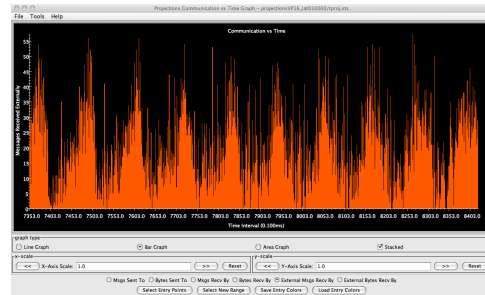 Projections Communication vs Time Graph – projectionsVP16_lat010000/tproj.sts
File Tools Help
Communication vs Time
Messages Received Externally
55
50
45
40
35
30
25
20
15
10
5
0
7353.0 7403.0 7453.0 7503.0 7553.0 7603.0 7653.0 7703.0 7753.0 7803.0 7853.0 7903.0 7953.0 8003.0 8053.0 8103.0 8153.0 8203.0 8253.0 8303.0 8353.0 8403.0
Time Interval (0.100ms)
graph type
Line Graph Bar Graph Area Graph Stacked
x-scale y-scale
<< X-Axis Scale: 1.0 >> Reset << Y-Axis Scale: 1.0 >> Reset
Msgs Sent To Bytes Sent To Msgs Recv By Bytes Recv By External Msgs Recv By External Bytes Recv By
Select Entry Points Select New Range Save Entry Colors Load Entry Colors